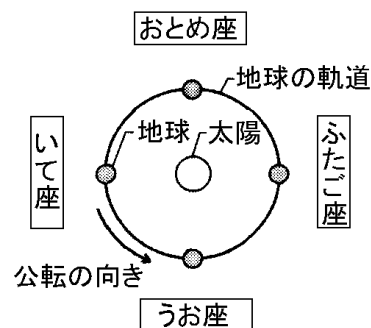 おとめ座
地球の軌道
地球
太陽
いて座
ふたご座
公転の向き
うお座